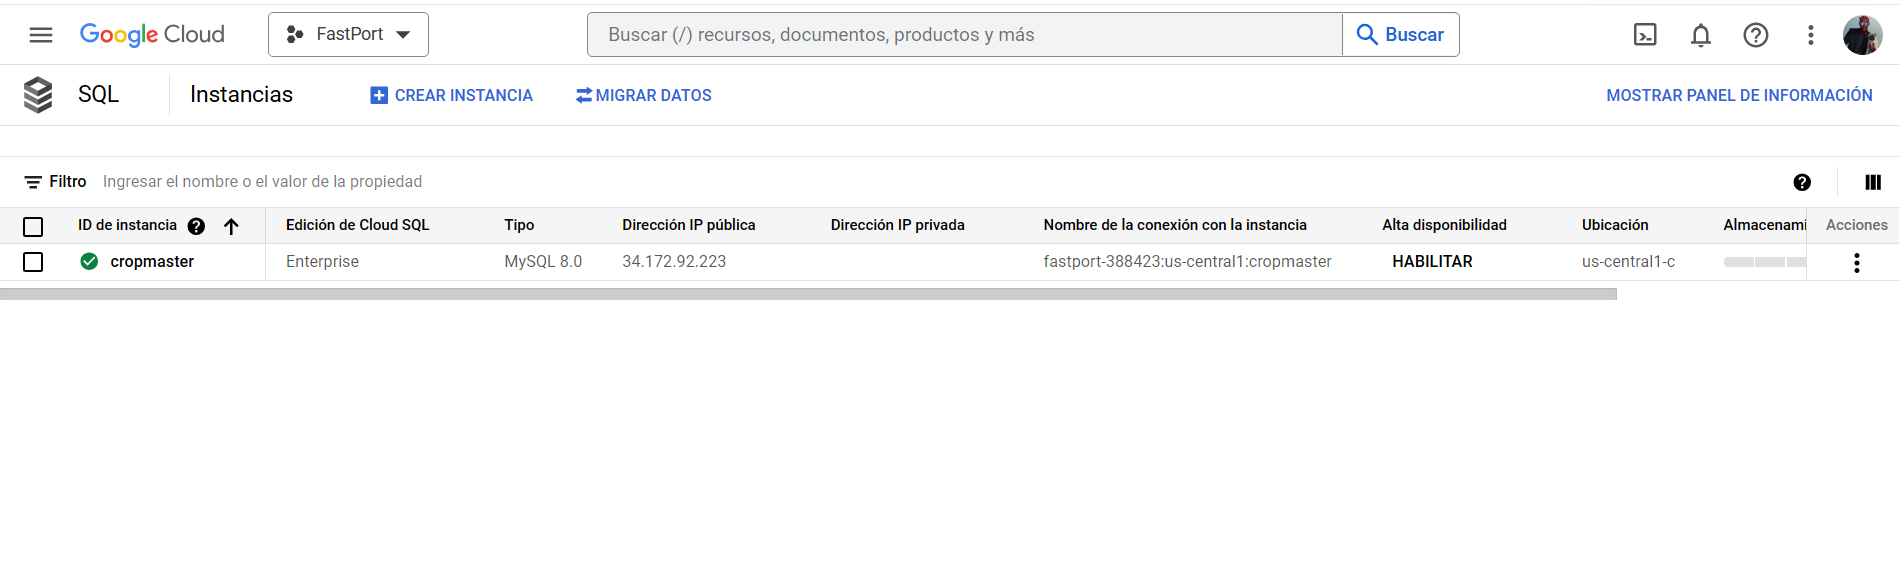 Google Cloud FastPort Buscar (/) recursos, documentos, productos y más Buscar
SQL Instancias CREAR INSTANCIA MIGRAR DATOS MOSTRAR PANEL DE INFORMACIÓN
Filtro Ingresar el nombre o el valor de la propiedad
ID de instancia Edición de Cloud SQL Tipo Dirección IP pública Dirección IP privada Nombre de la conexión con la instancia Alta disponibilidad Ubicación Almacenami Acciones
cropmaster Enterprise MySQL 8.0 34.172.92.223 fastport-388423:us-central1:cropmaster HABILITAR us-central1-c